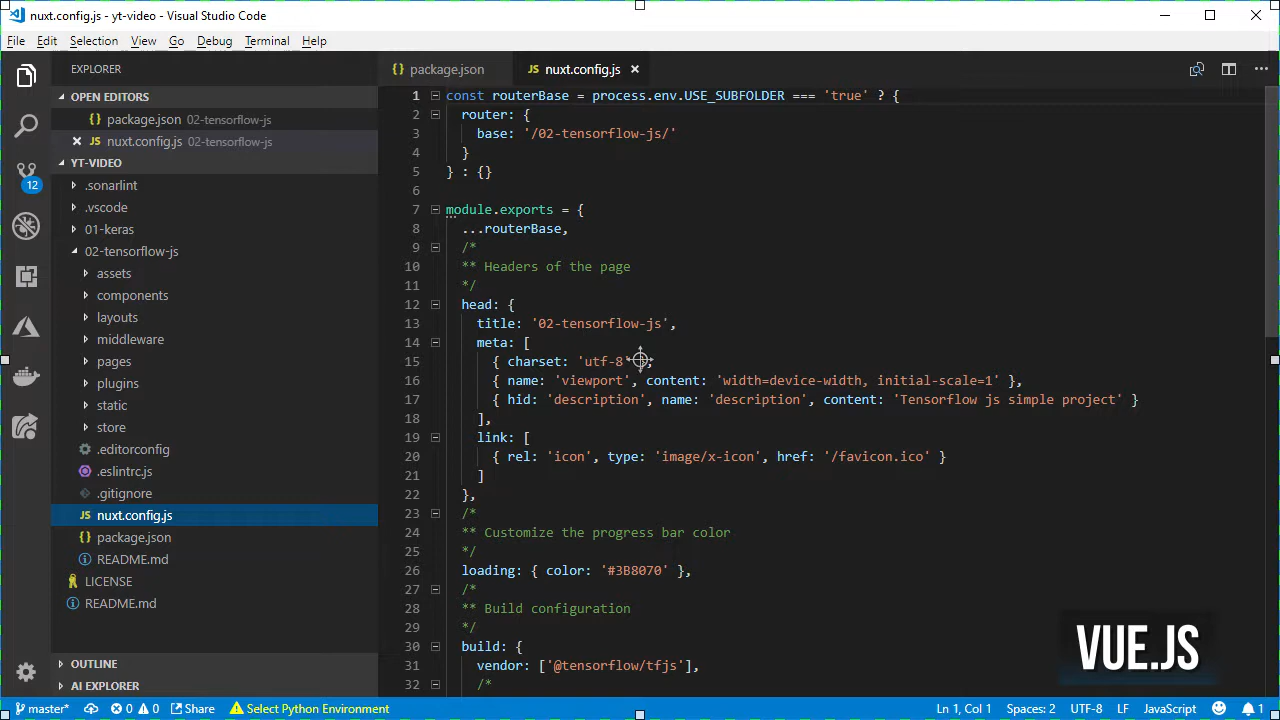 nuxt.config.js - yt-video - Visual Studio Code
File Edit Selection View Go Debug Terminal Help
EXPLORER
OPEN EDITORS
{} package.json 02-tensorflow-js
JS nuxt.config.js 02-tensorflow-js
YT-VIDEO
.sonarlint
.vscode
01-keras
02-tensorflow-js
assets
components
layouts
middleware
pages
plugins
static
store
.editorconfig
.eslintrc.js
.gitignore
JS nuxt.config.js
{} package.json
README.md
LICENSE
README.md
OUTLINE
AI EXPLORER
12
{} package.json JS nuxt.config.js
1 const routerBase = process.env.USE_SUBFOLDER === 'true' ? {
2 router: {
3 base: '/02-tensorflow-js/'
4 }
5 } : {}
6
7 module.exports = {
8 ...routerBase,
9 /*
10 ** Headers of the page
11 */
12 head: {
13 title: '02-tensorflow-js',
14 meta: [
15 { charset: 'utf-8' },
16 { name: 'viewport', content: 'width=device-width, initial-scale=1' },
17 { hid: 'description', name: 'description', content: 'Tensorflow js simple project' }
18 ],
19 link: [
20 { rel: 'icon', type: 'image/x-icon', href: '/favicon.ico' }
21 ]
22 },
23 /*
24 ** Customize the progress bar color
25 */
26 loading: { color: '#3B8070' },
27 /*
28 ** Build configuration
29 */
30 build: {
31 vendor: ['@tensorflow/tfjs'],
32 /*
VUE.JS
master* 0 0 Share Select Python Environment Ln 1, Col 1 Spaces: 2 UTF-8 LF JavaScript 1